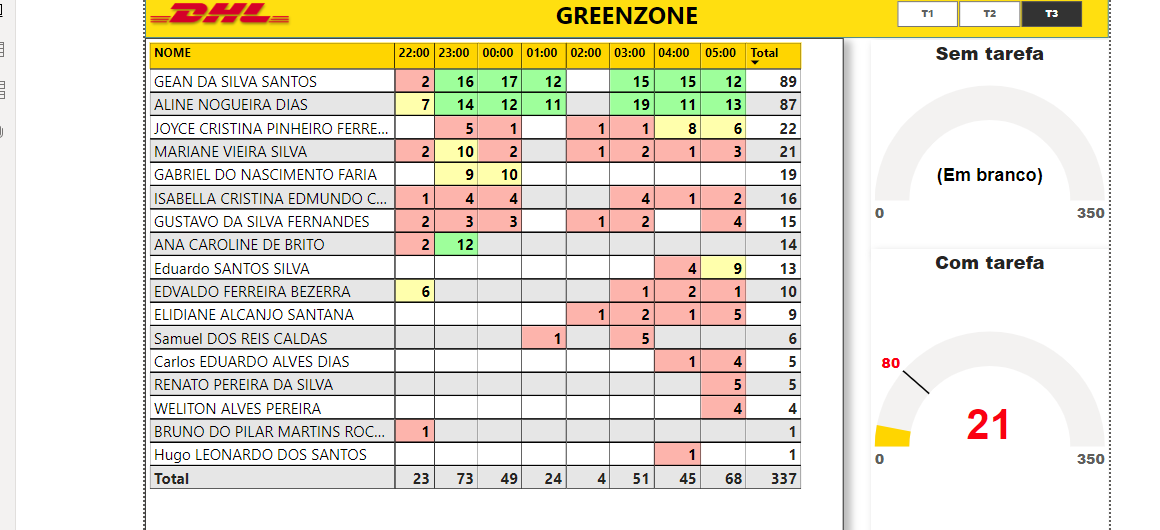 DHL
GREENZONE
T1 T2 T3
NOME 22:00 23:00 00:00 01:00 02:00 03:00 04:00 05:00 Total
GEAN DA SILVA SANTOS 2 16 17 12 15 15 12 89
ALINE NOGUEIRA DIAS 7 14 12 11 19 11 13 87
JOYCE CRISTINA PINHEIRO FERRE... 5 1 1 1 8 6 22
MARIANE VIEIRA SILVA 2 10 2 1 2 1 3 21
GABRIEL DO NASCIMENTO FARIA 9 10 19
ISABELLA CRISTINA EDMUNDO C... 1 4 4 4 1 2 16
GUSTAVO DA SILVA FERNANDES 2 3 3 1 2 4 15
ANA CAROLINE DE BRITO 2 12 14
Eduardo SANTOS SILVA 4 9 13
EDVALDO FERREIRA BEZERRA 6 1 2 1 10
ELIDIANE ALCANJO SANTANA 1 2 1 5 9
Samuel DOS REIS CALDAS 1 5 6
Carlos EDUARDO ALVES DIAS 1 4 5
RENATO PEREIRA DA SILVA 5 5
WELITON ALVES PEREIRA 4 4
BRUNO DO PILAR MARTINS ROC... 1 1
Hugo LEONARDO DOS SANTOS 1 1
Total 23 73 49 24 4 51 45 68 337
Sem tarefa
(Em branco)
0 350
Com tarefa
80
21
0 350